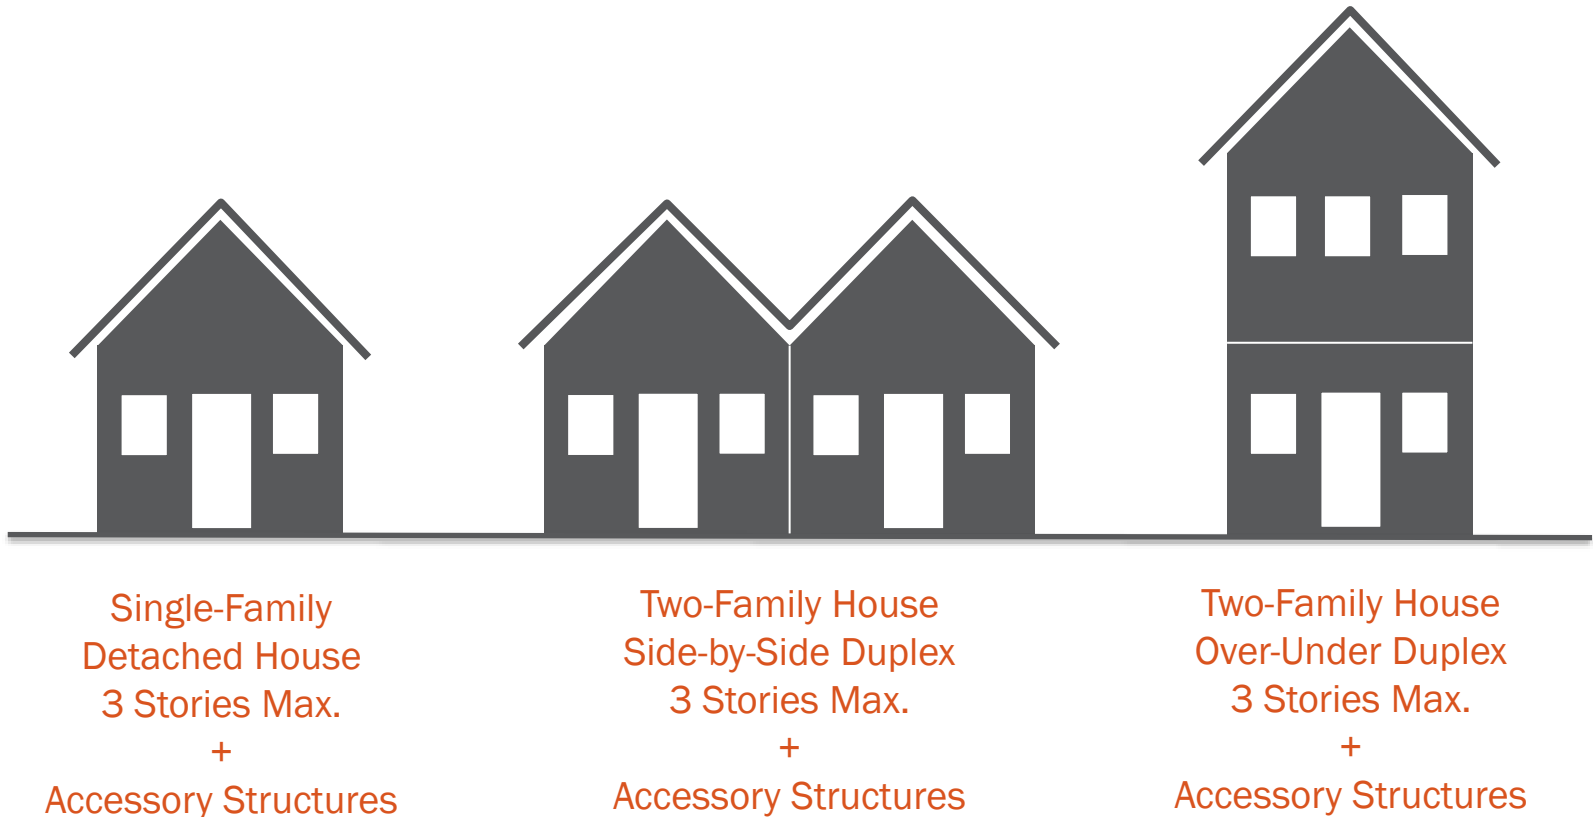 Single-Family
Detached House
3 Stories Max.
+
Accessory Structures
Two-Family House
Side-by-Side Duplex
3 Stories Max.
+
Accessory Structures
Two-Family House
Over-Under Duplex
3 Stories Max.
+
Accessory Structures